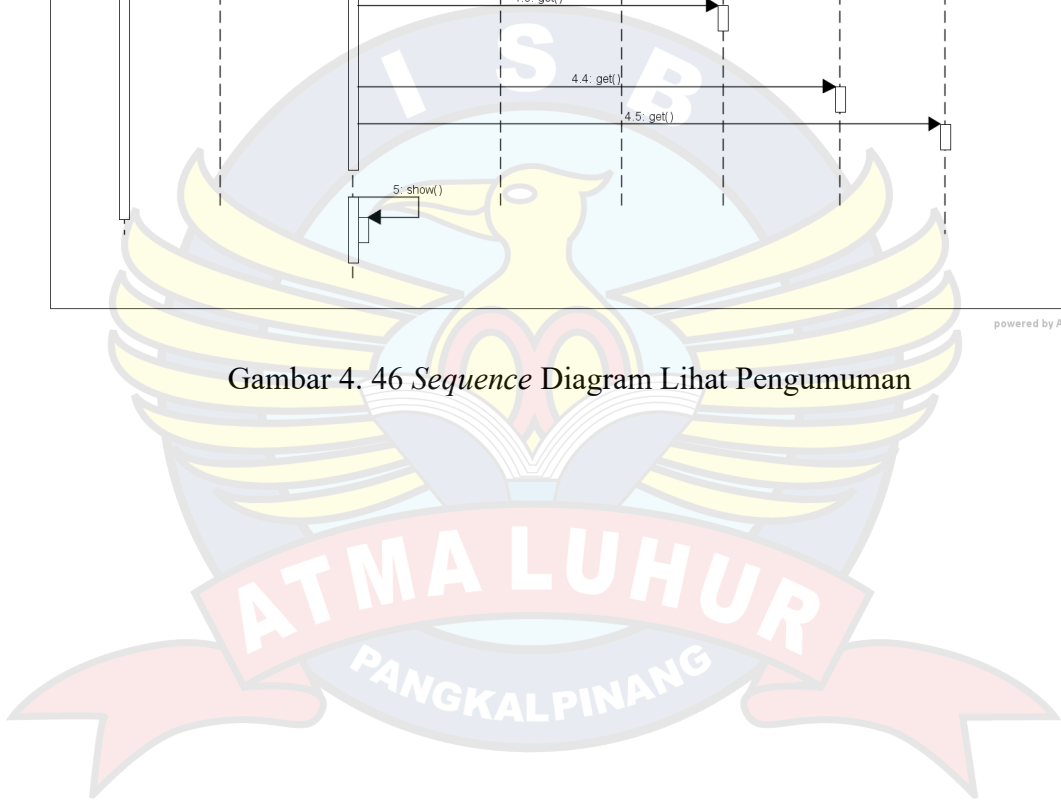 4.4: get()
4.5: get()
5: show()
powered by A
Gambar 4. 46 Sequence Diagram Lihat Pengumuman
I S B
ATMA LUHUR
PANGKALPINANG